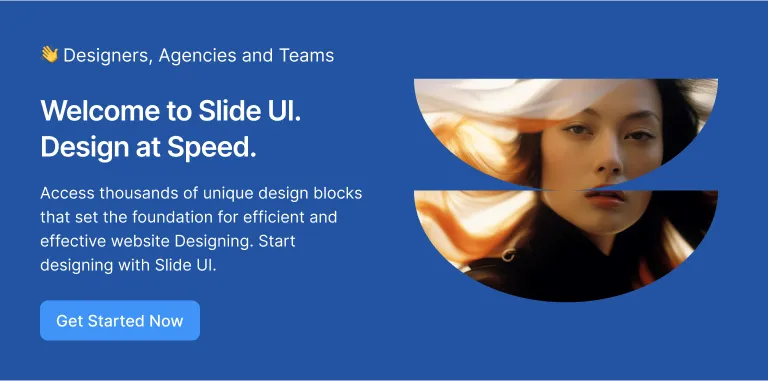 👋 Designers, Agencies and Teams
Welcome to Slide UI.
Design at Speed.
Access thousands of unique design blocks
that set the foundation for efficient and
effective website Designing. Start
designing with Slide UI.
Get Started Now